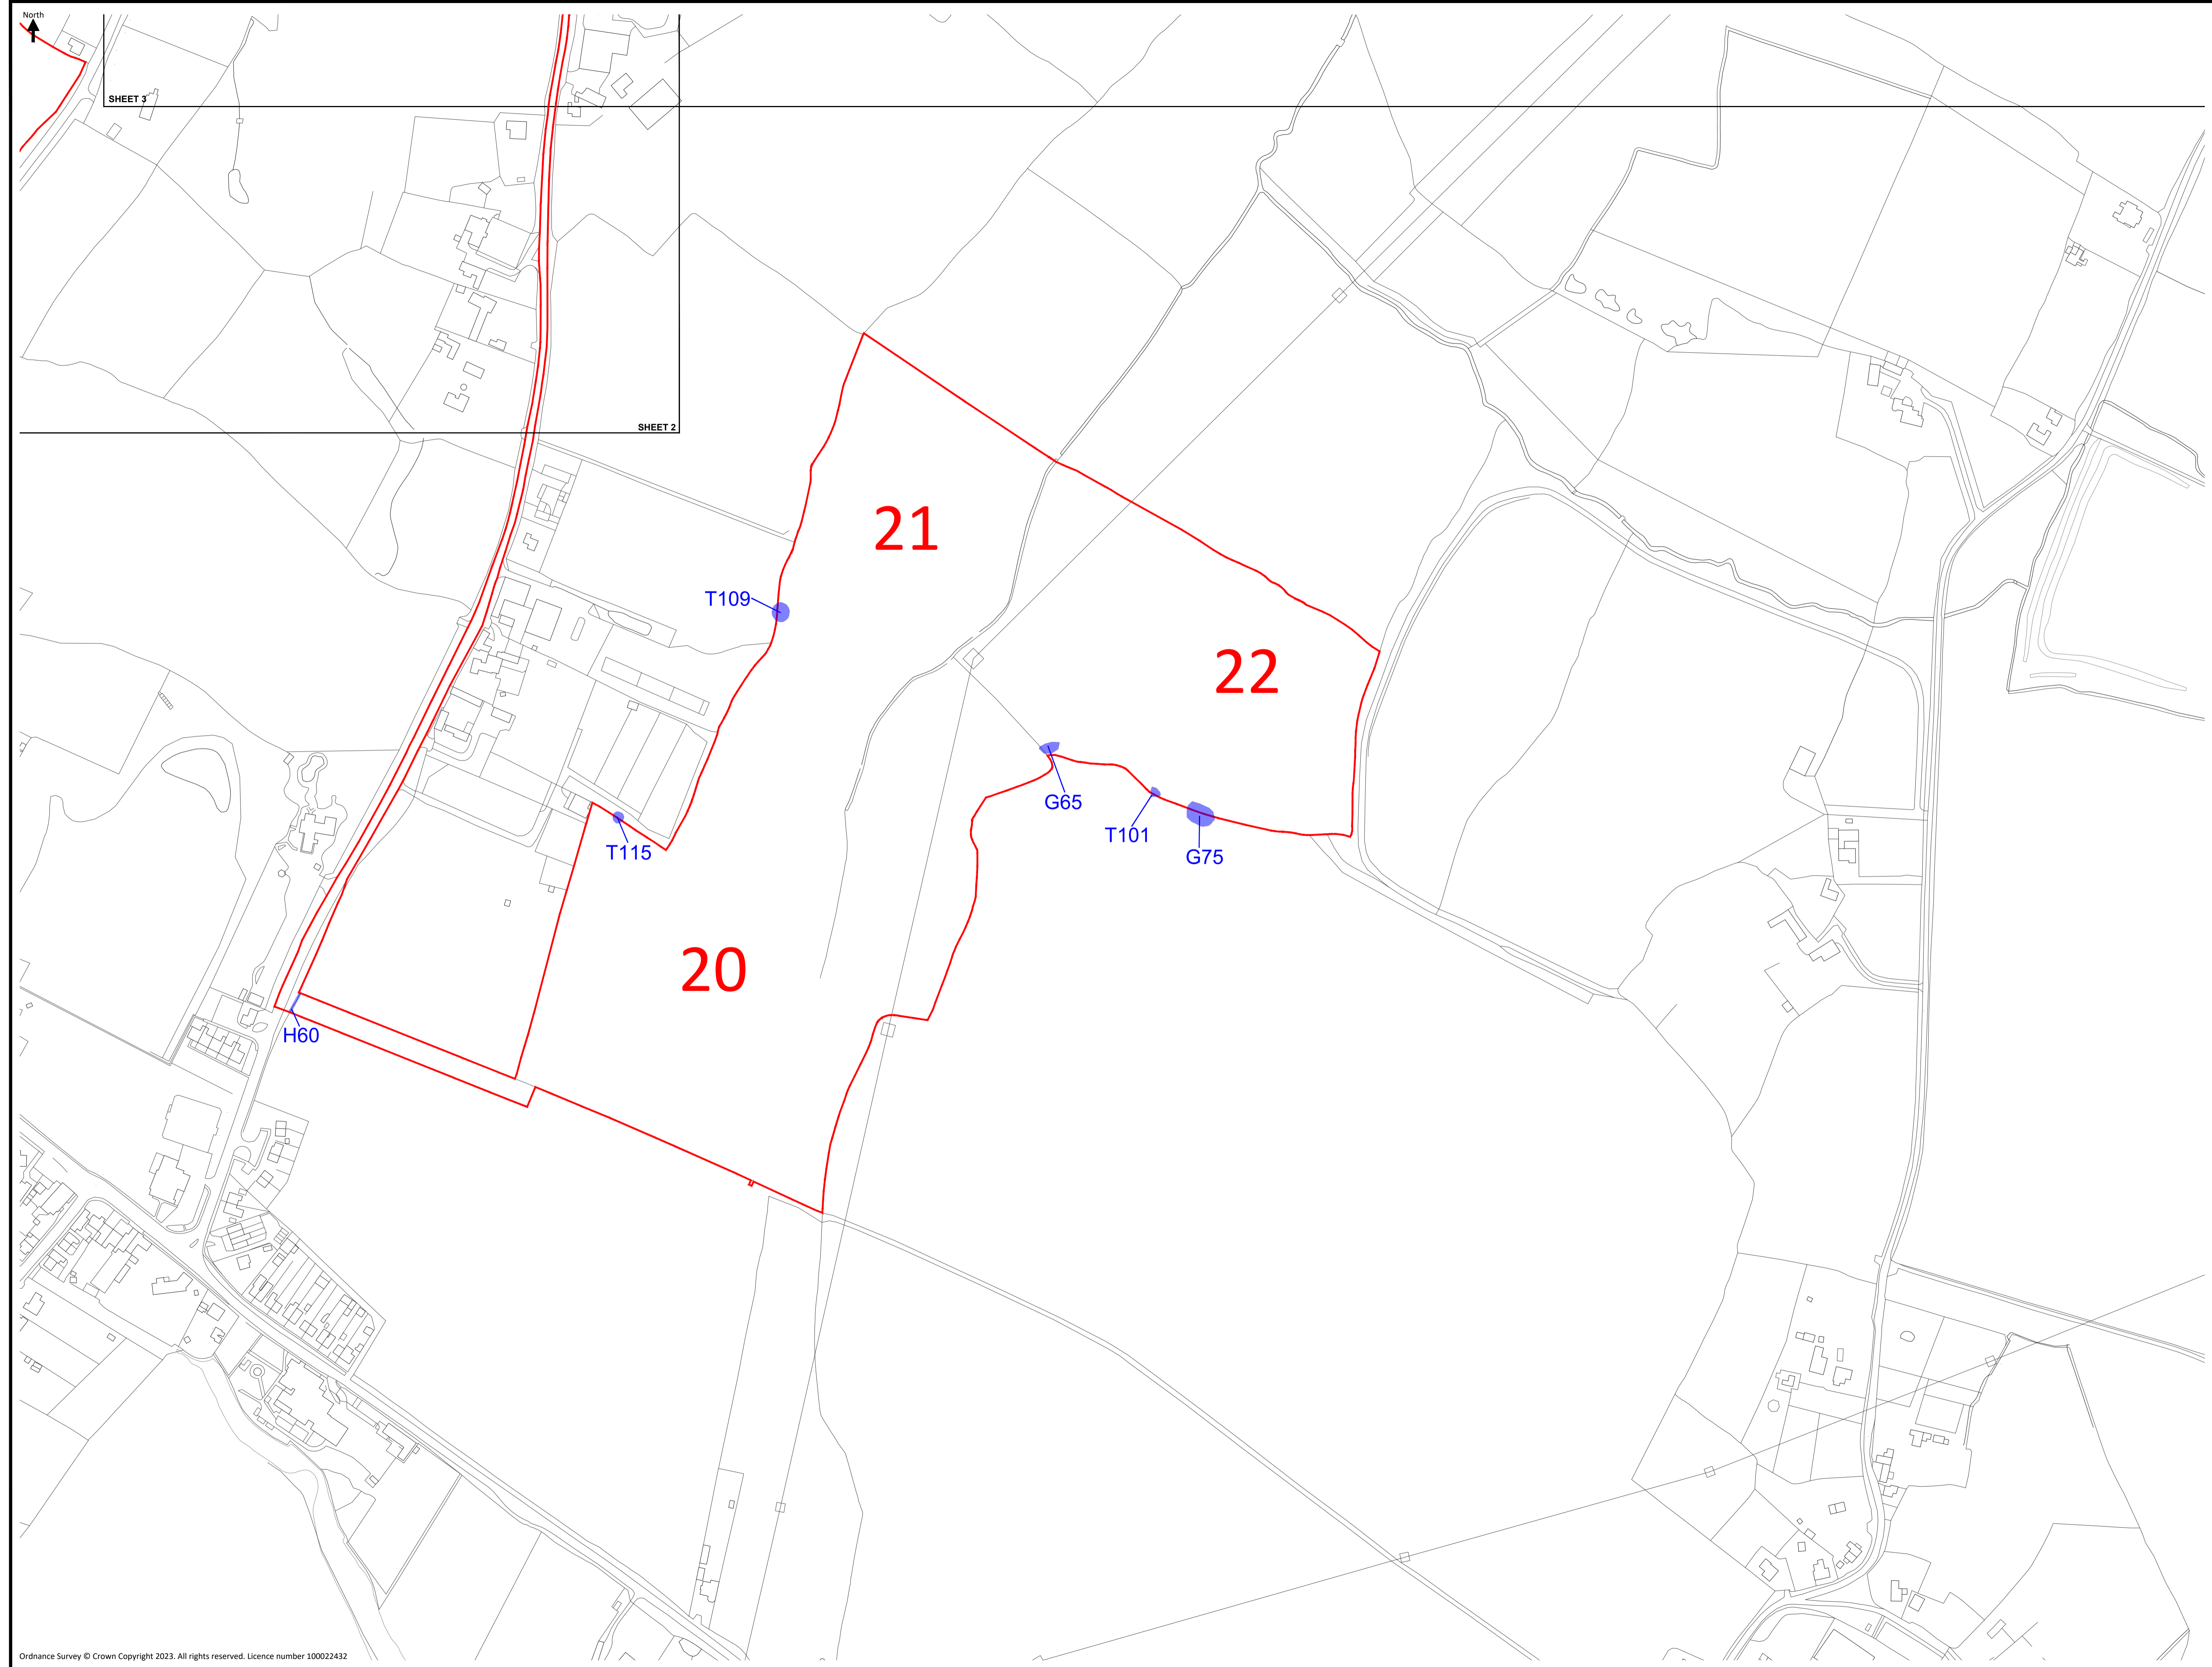 North
SHEET 3
SHEET 2
21
T109
22
G65
T101
T115
G75
20
H60
Ordnance Survey © Crown Copyright 2023. All rights reserved. Licence number 100022432